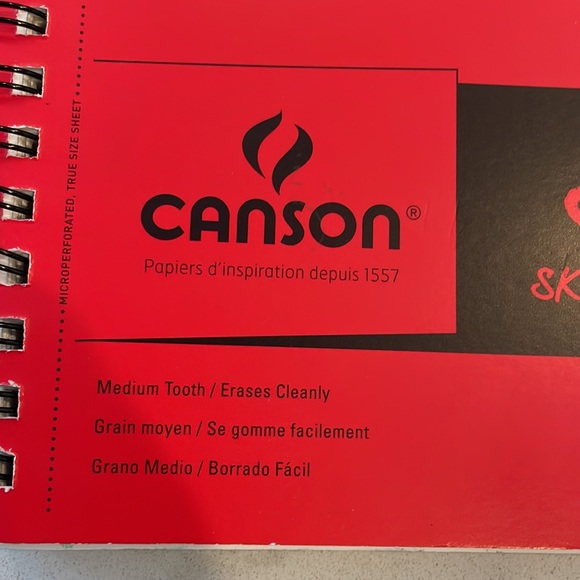 MICROPERFORATED, TRUE SIZE SHEET
CANSON®
Papiers d'inspiration depuis 1557
SK
Medium Tooth / Erases Cleanly
Grain moyen / Se gomme facilement
Grano Medio / Borrado Fácil